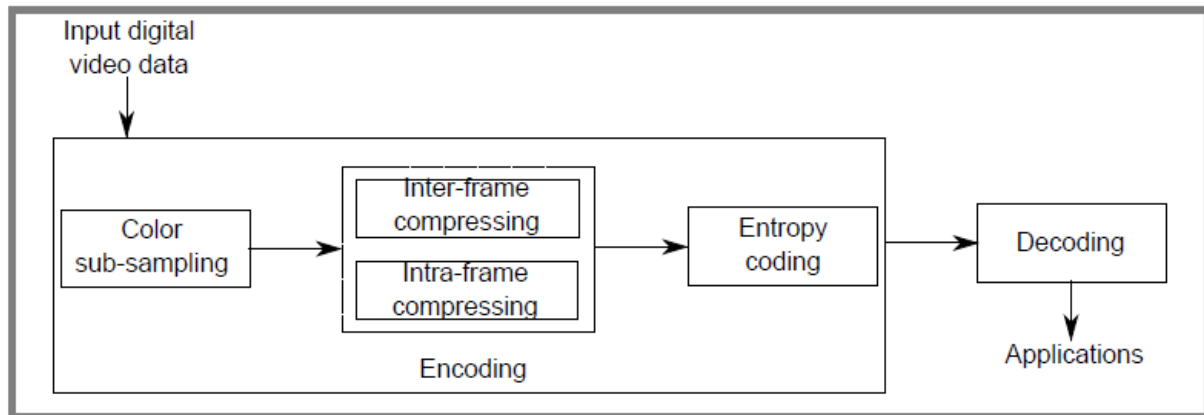 Input digital
video data
Color
sub-sampling
Inter-frame
compressing
Intra-frame
compressing
Entropy
coding
Encoding
Decoding
Applications